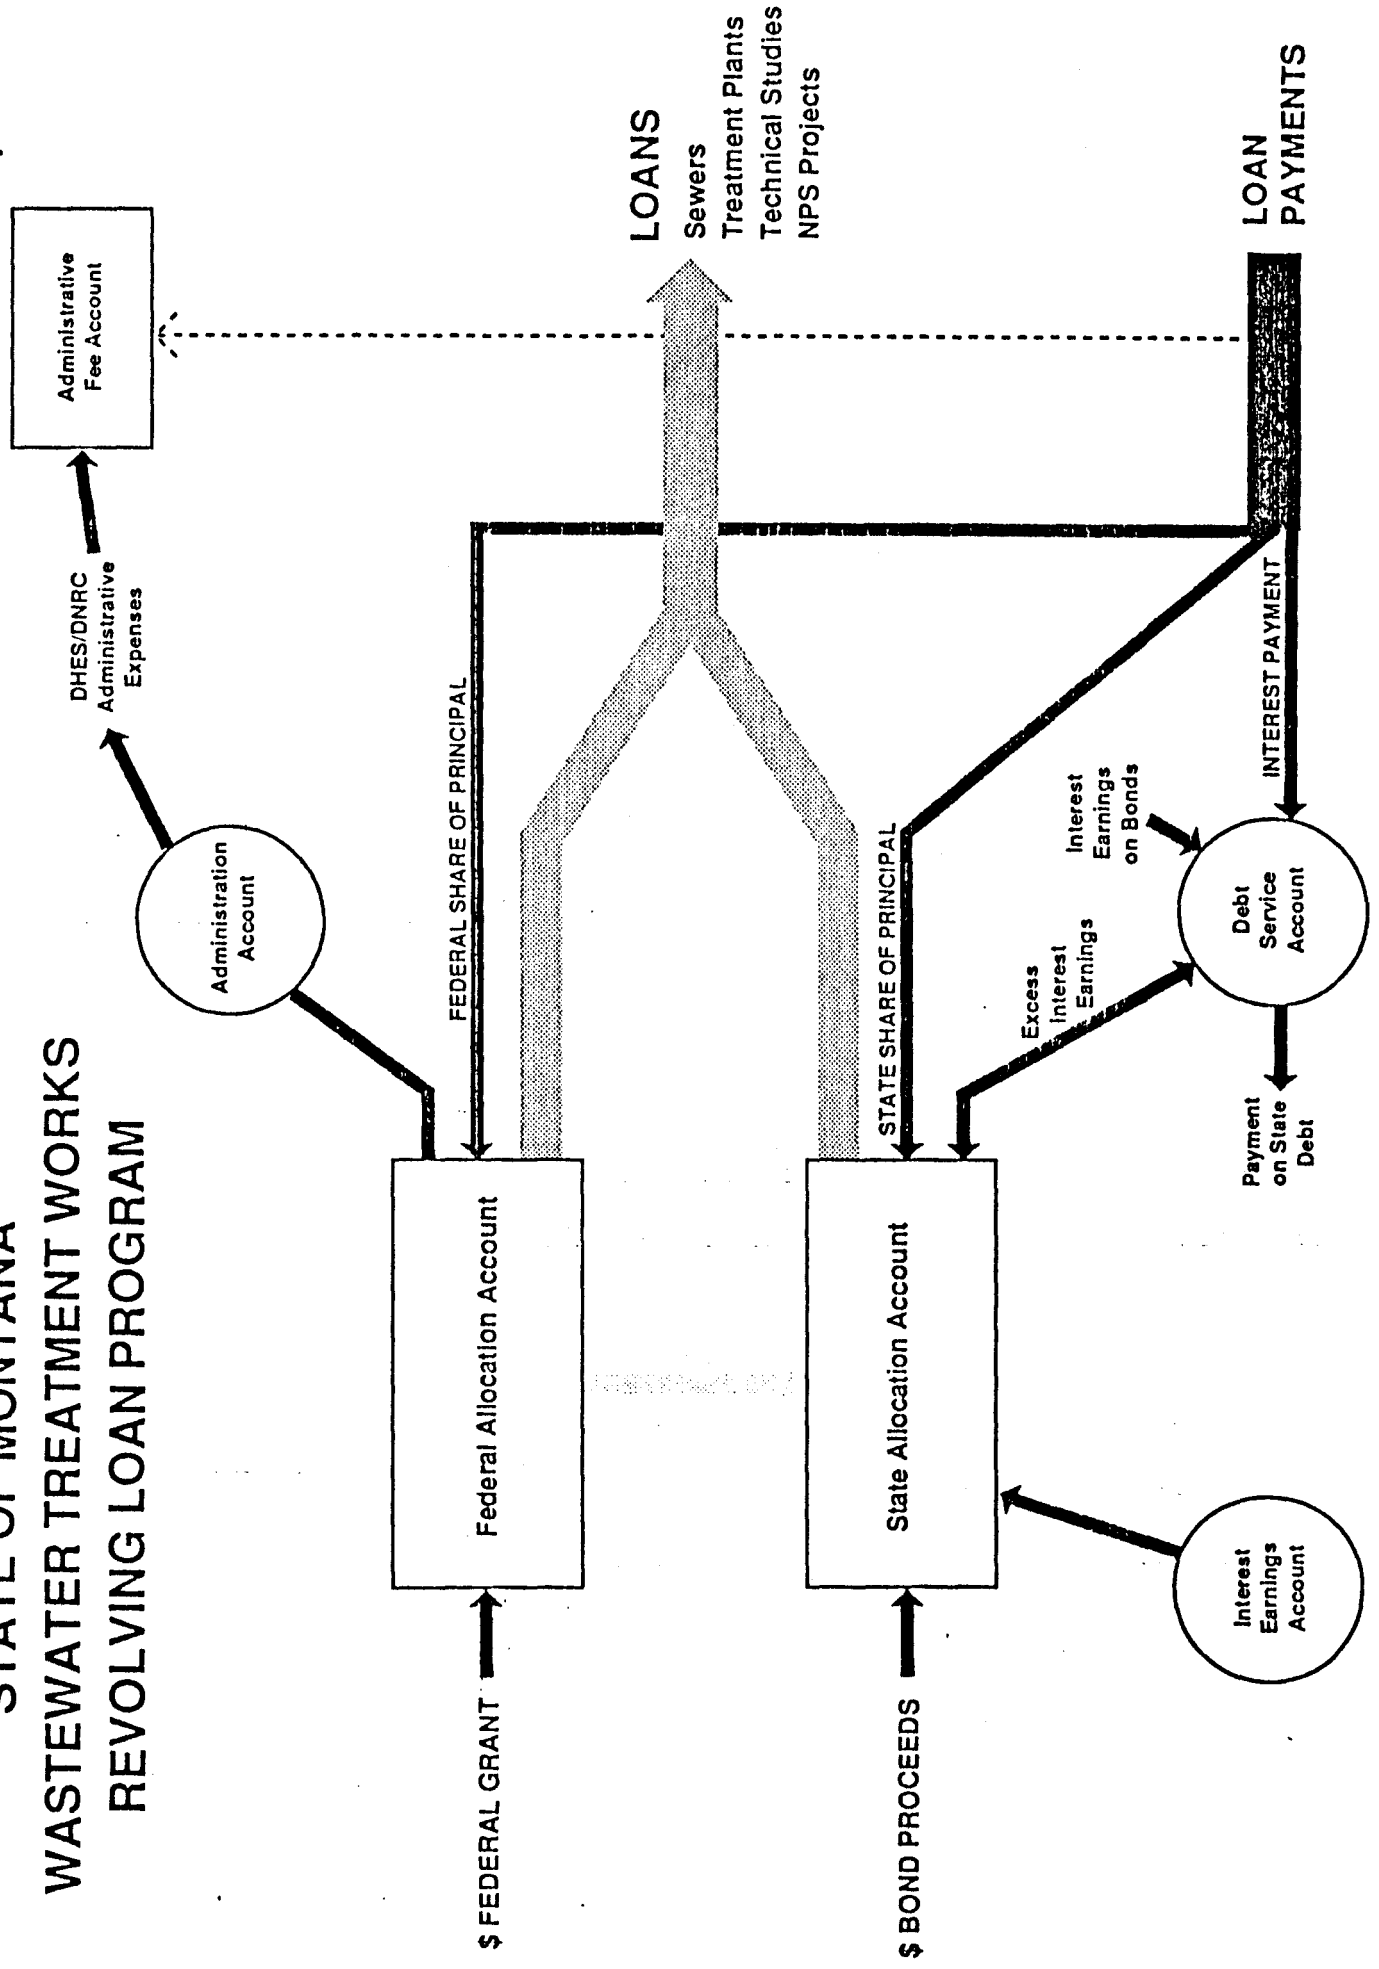 STATE OF MONTANA
WASTEWATER TREATMENT WORKS
REVOLVING LOAN PROGRAM
Administrative
Fee Account
DHES/DNRC
Administrative
Expenses
Administration
Account
$ FEDERAL GRANT
Federal Allocation Account
FEDERAL SHARE OF PRINCIPAL
LOANS
Sewers
Treatment Plants
Technical Studies
NPS Projects
$ BOND PROCEEDS
State Allocation Account
STATE SHARE OF PRINCIPAL
Excess
Interest
Earnings
Interest
Earnings
on Bonds
INTEREST PAYMENT
LOAN
PAYMENTS
Interest
Earnings
Account
Payment
on State
Debt
Debt
Service
Account